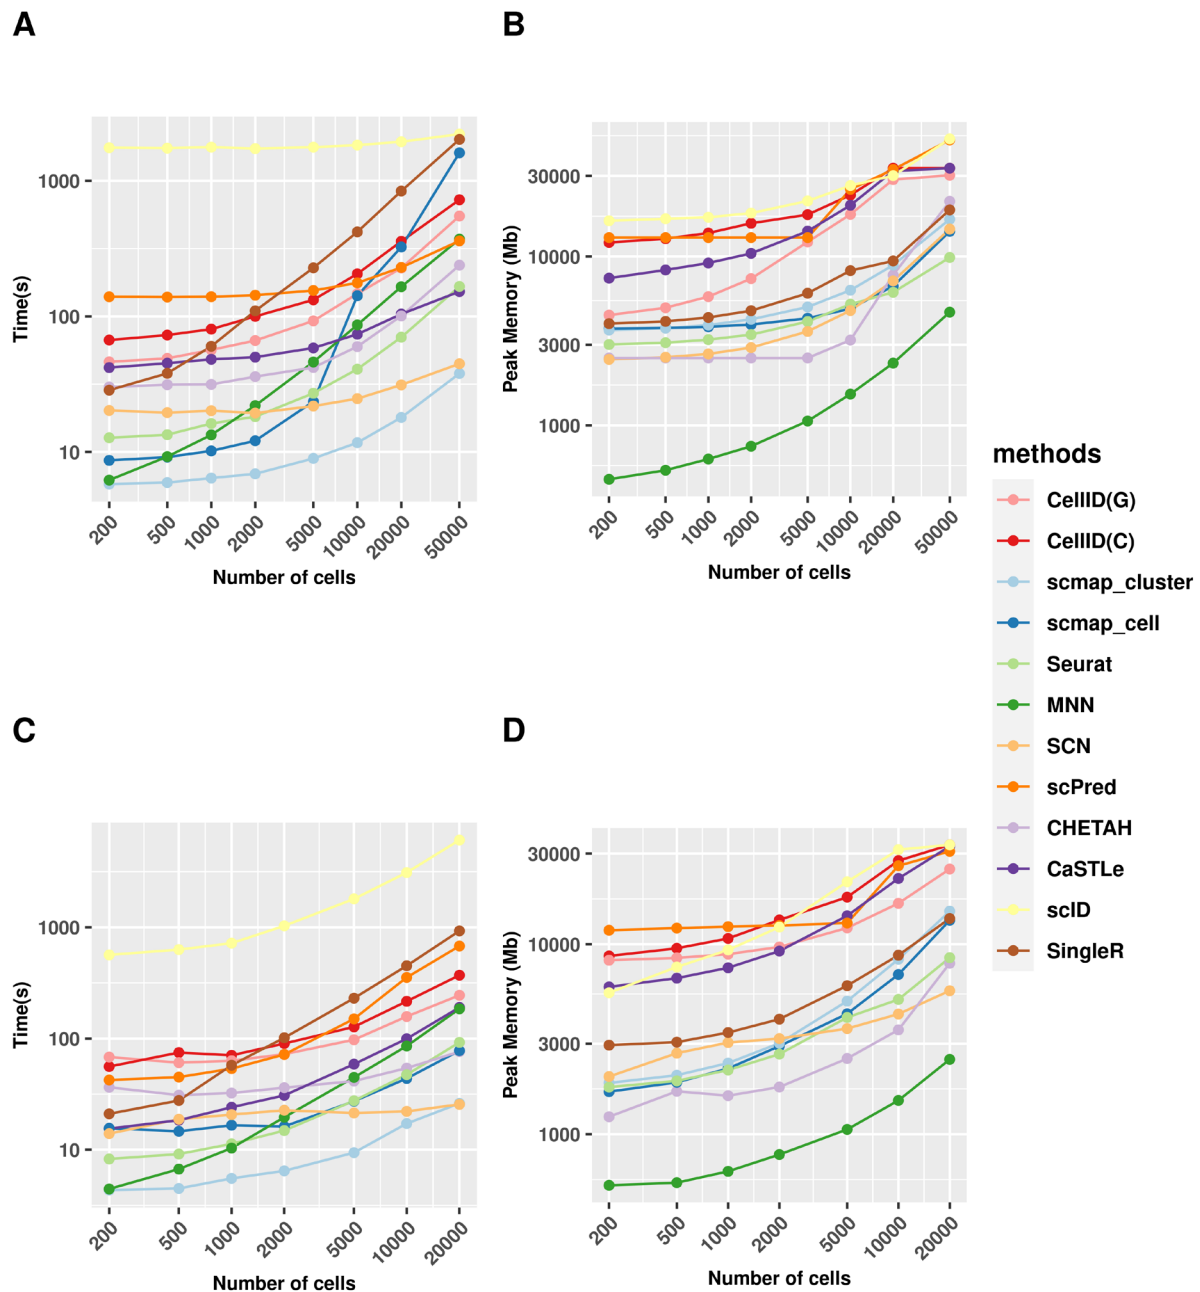 A
B
Time(s)
1000
100
10
200
500
1000
2000
5000
10000
20000
50000
Number of cells
Peak Memory (Mb)
30000
10000
3000
1000
200
500
1000
2000
5000
10000
20000
50000
Number of cells
methods
CellID(G)
CellID(C)
scmap_cluster
scmap_cell
Seurat
MNN
SCN
scPred
CHETAH
CaSTLe
scID
SingleR
C
D
Time(s)
1000
100
10
200
500
1000
2000
5000
10000
20000
Number of cells
Peak Memory (Mb)
30000
10000
3000
1000
200
500
1000
2000
5000
10000
20000
Number of cells